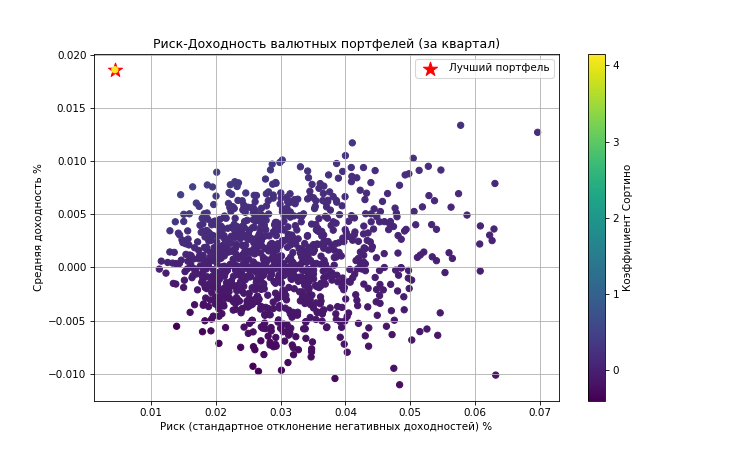 Риск-Доходность валютных портфелей (за квартал)
Лучший портфель
0.020
0.015
0.010
0.005
0.000
−0.005
−0.010
Средняя доходность %
0.01 0.02 0.03 0.04 0.05 0.06 0.07
Риск (стандартное отклонение негативных доходностей) %
4
3
2
1
0
Коэффициент Сортино